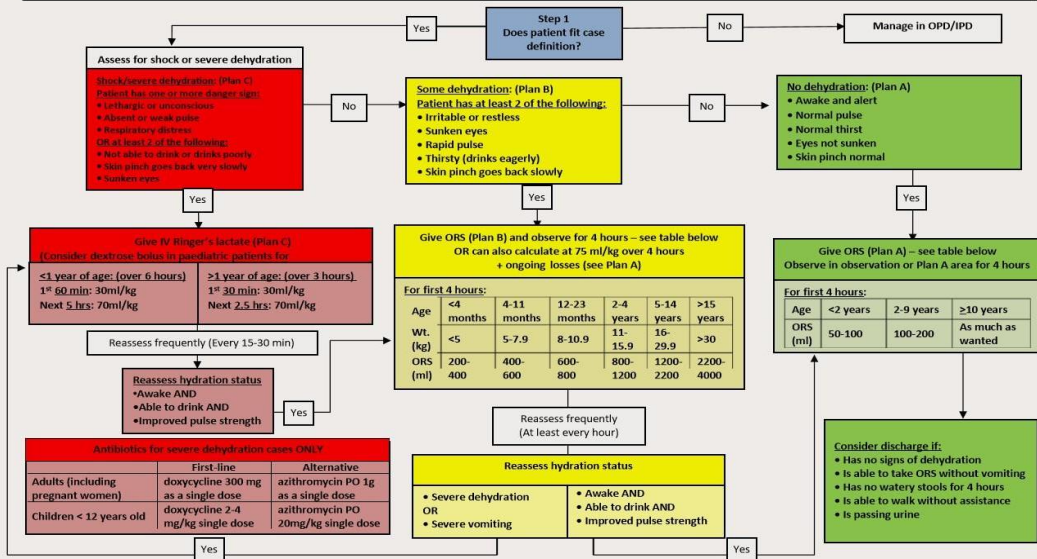 Step 1
Does patient fit case
definition?
Yes
No
Manage in OPD/IPD
Assess for shock or severe dehydration
Shock/severe dehydration: (Plan C)
Patient has one or more danger sign:
• Lethargic or unconscious
• Absent or weak pulse
• Respiratory distress
OR at least 2 of the following:
• Not able to drink or drinks poorly
• Skin pinch goes back very slowly
• Sunken eyes
No
Some dehydration: (Plan B)
Patient has at least 2 of the following:
• Irritable or restless
• Sunken eyes
• Rapid pulse
• Thirsty (drinks eagerly)
• Skin pinch goes back slowly
No
No dehydration: (Plan A)
• Awake and alert
• Normal pulse
• Normal thirst
• Eyes not sunken
• Skin pinch normal
Yes
Yes
Yes
Give IV Ringer's lactate (Plan C)
(Consider dextrose bolus in paediatric patients for
<1 year of age: (over 6 hours)
1st 60 min: 30ml/kg
Next 5 hrs: 70ml/kg
>1 year of age: (over 3 hours)
1st 30 min: 30ml/kg
Next 2.5 hrs: 70ml/kg
Reassess frequently (Every 15-30 min)
Reassess hydration status
•Awake AND
• Able to drink AND
• Improved pulse strength
Yes
Antibiotics for severe dehydration cases ONLY
First-line Alternative
Adults (including pregnant women) doxycycline 300 mg as a single dose azithromycin PO 1g as a single dose
Children < 12 years old doxycycline 2-4 mg/kg single dose azithromycin PO 20mg/kg single dose
Give ORS (Plan B) and observe for 4 hours – see table below
OR can also calculate at 75 ml/kg over 4 hours
+ ongoing losses (see Plan A)
For first 4 hours:
Age <4 months 4-11 months 12-23 months 2-4 years 5-14 years >15 years
Wt. (kg) <5 5-7.9 8-10.9 11-15.9 16-29.9 >30
ORS (ml) 200-400 400-600 600-800 800-1200 1200-2200 2200-4000
Reassess frequently
(At least every hour)
Reassess hydration status
• Severe dehydration
OR
• Severe vomiting
• Awake AND
• Able to drink AND
• Improved pulse strength
Yes
Yes
Give ORS (Plan A) – see table below
Observe in observation or Plan A area for 4 hours
For first 4 hours:
Age <2 years 2-9 years ≥10 years
ORS (ml) 50-100 100-200 As much as wanted
Consider discharge if:
• Has no signs of dehydration
• Is able to take ORS without vomiting
• Has no watery stools for 4 hours
• Is able to walk without assistance
• Is passing urine